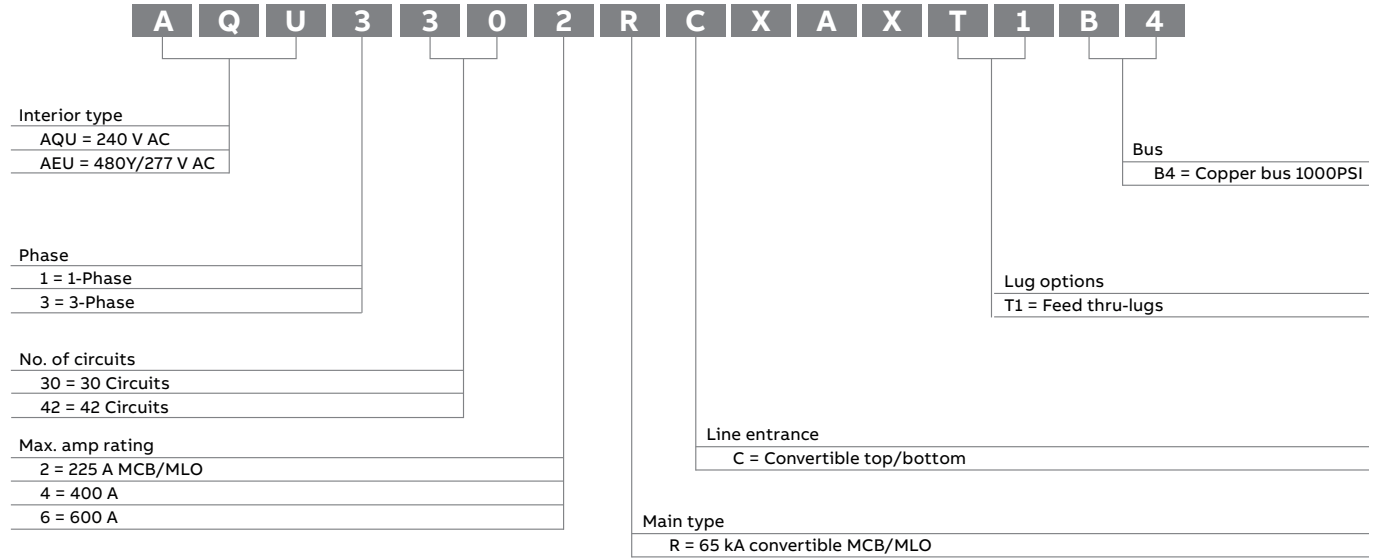 A Q U 3 3 0 2 R C X A X T 1 B 4
Interior type
AQU = 240 V AC
AEU = 480Y/277 V AC
Bus
B4 = Copper bus 1000PSI
Phase
1 = 1-Phase
3 = 3-Phase
Lug options
T1 = Feed thru-lugs
No. of circuits
30 = 30 Circuits
42 = 42 Circuits
Max. amp rating
2 = 225 A MCB/MLO
4 = 400 A
6 = 600 A
Line entrance
C = Convertible top/bottom
Main type
R = 65 kA convertible MCB/MLO